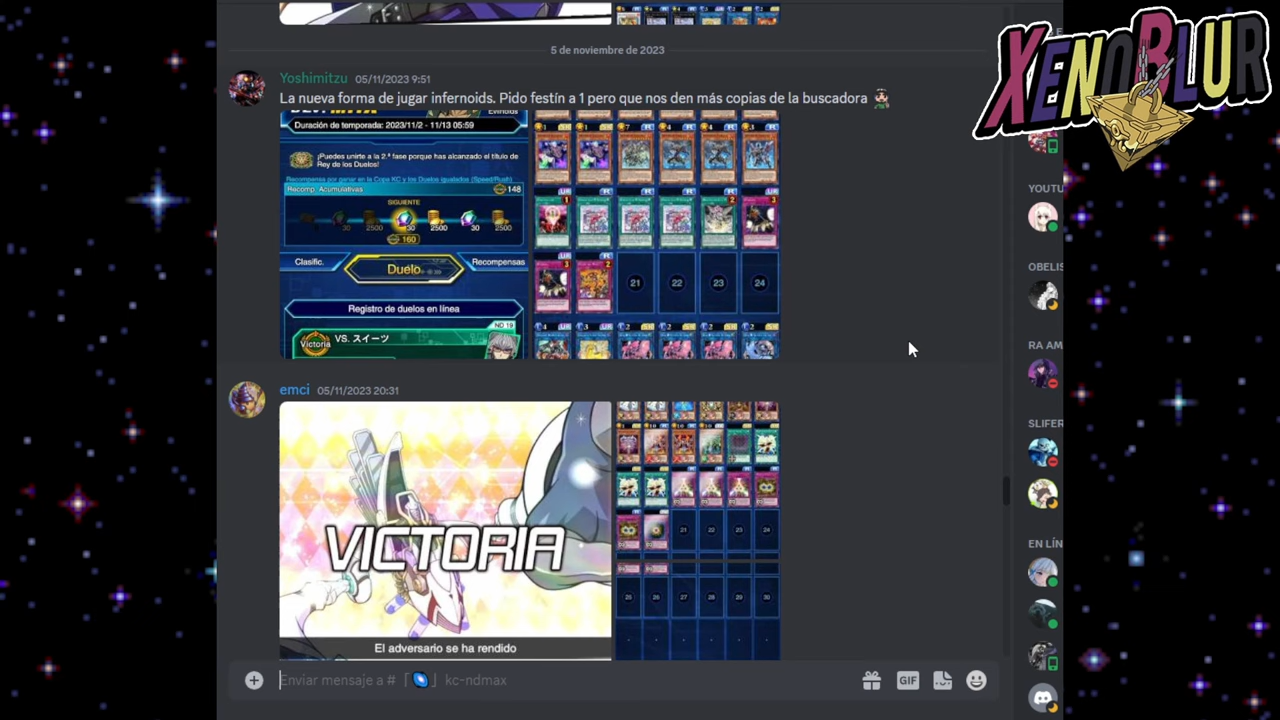 XENOBLUR
5 de noviembre de 2023
Yoshimitzu 05/11/2023 9:51
La nueva forma de jugar infernoids. Pido festín a 1 pero que nos den más copias de la buscadora
Duración de temporada: 2023/11/2 - 11/13 05:59
¡Puedes unirte a la 2.ª fase porque has alcanzado el título de
Rey de los Duelos!
Recompensas por ganar en la Copa KC y los Duelos igualados (Speed/Rush)
Recomp. Acumulativas 148
SIGUIENTE
30 2500 30 2500 30 2500
160
Clasific. Duelo Recompensas
Registro de duelos en línea
ND 19
Victoria VS. スイーツ
21 22 23 24
YOUTU
OBELIS
RA AM
SLIFER
EN LÍN
emci 05/11/2023 20:31
VICTORIA
El adversario se ha rendido
21 22 23 24
25 26 27 28 29 30
Enviar mensaje a # 「 」 kc-ndmax
GIF